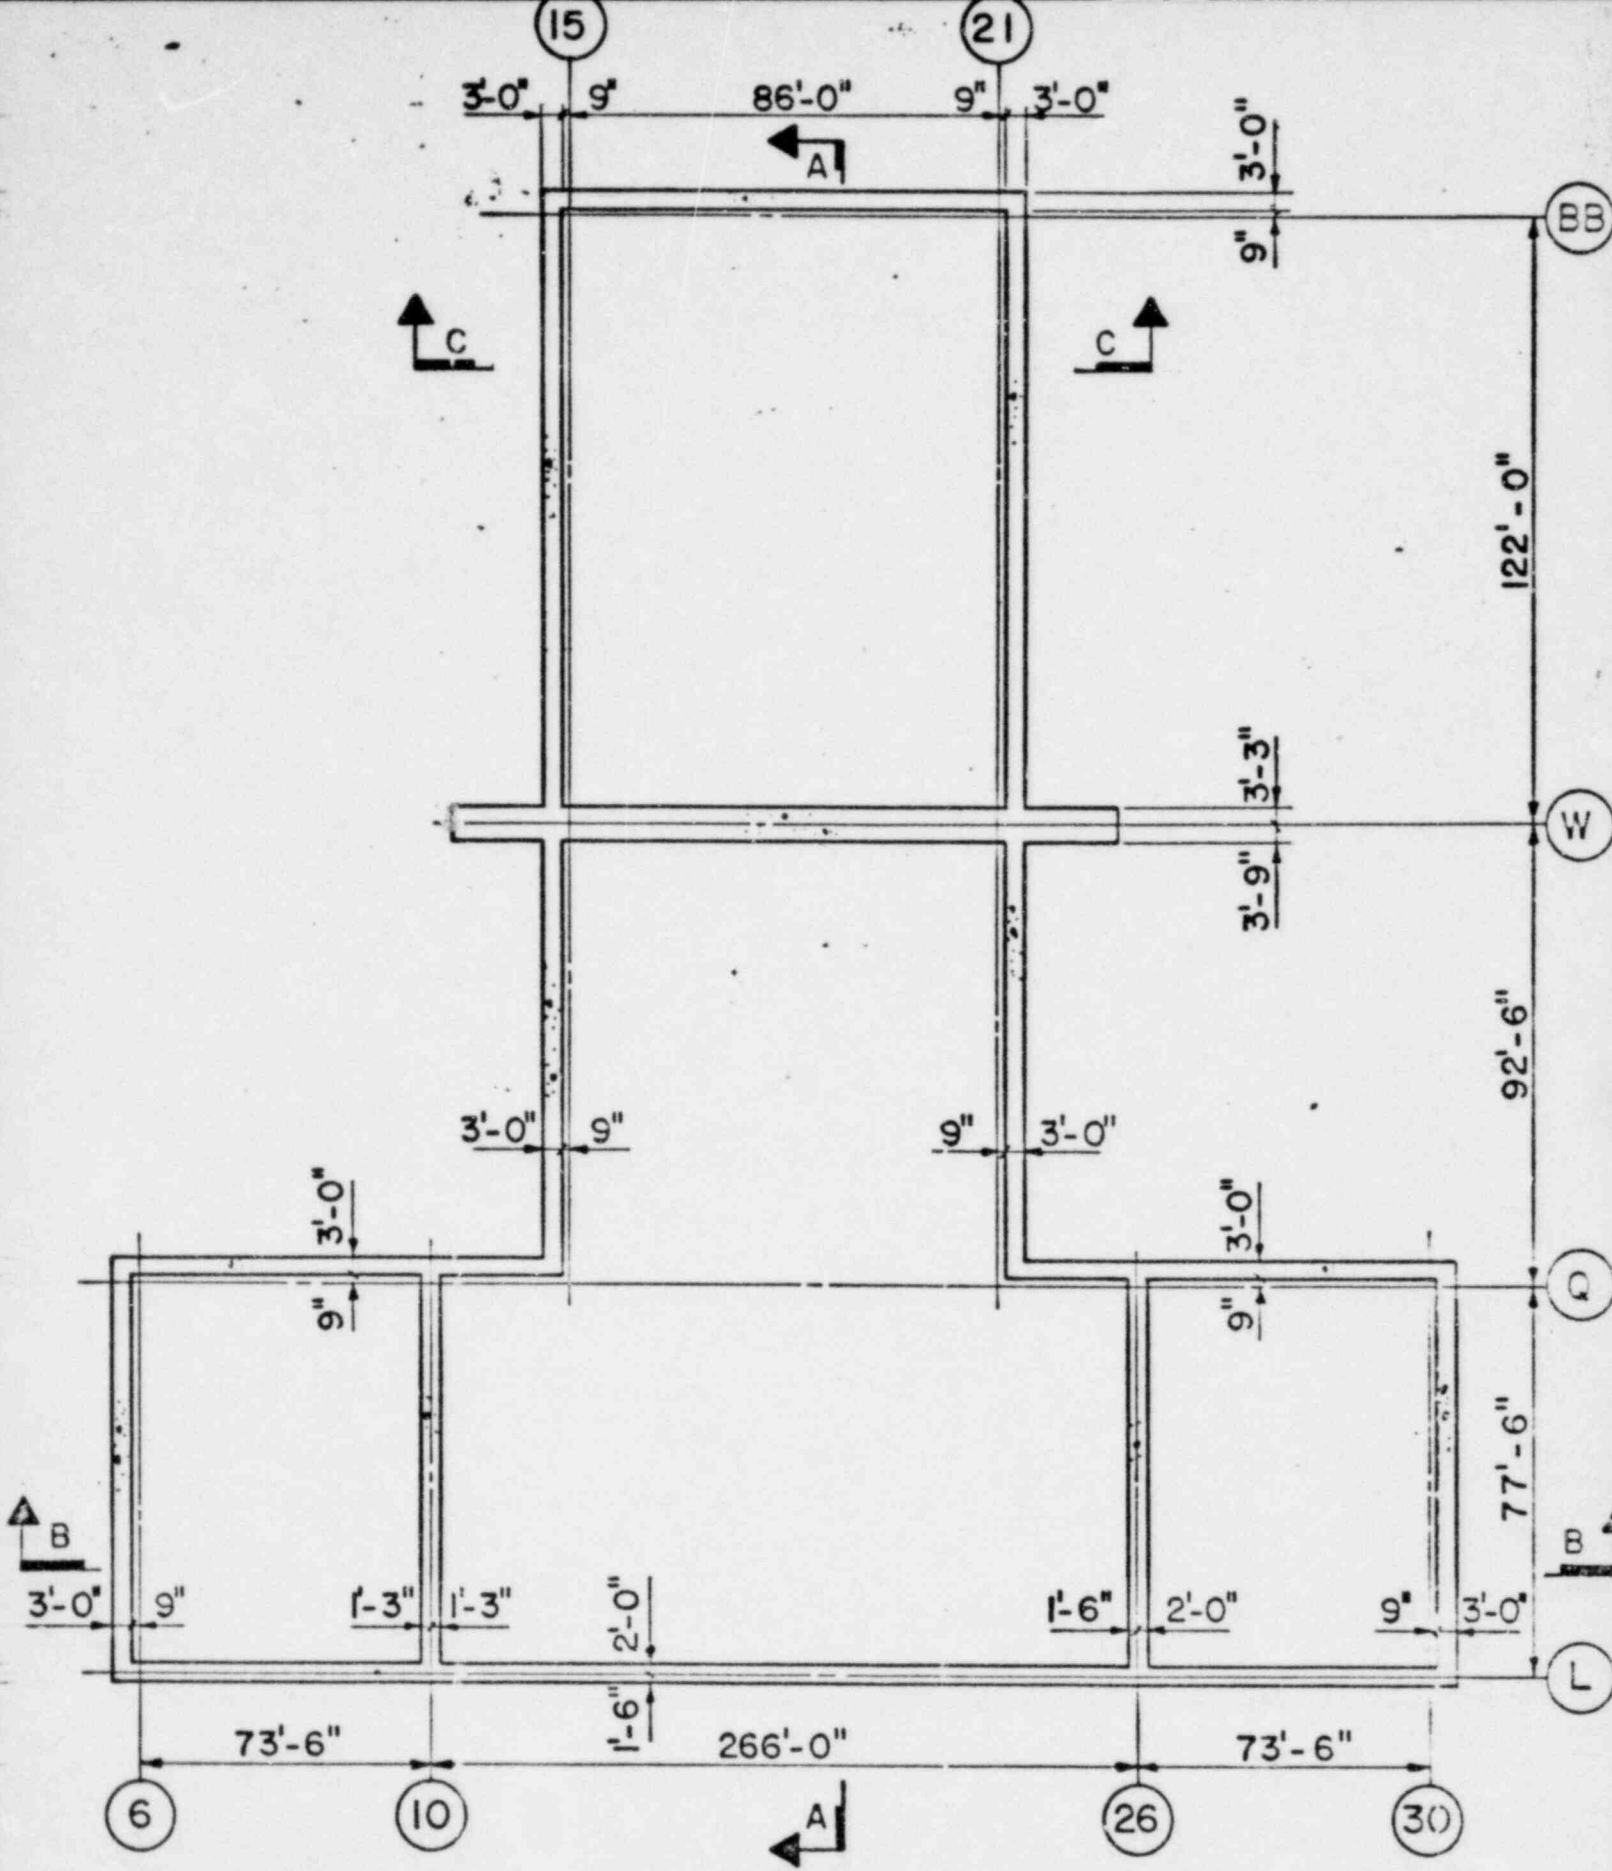 15 21
3'-0" 9" 86'-0" 9" 3'-0"
A
3'-0"
BB
9"
C C
122'-0"
3'-3"
W
3'-9"
92'-6"
3'-0" 9" 9" 3'-0"
3'-0" 3'-0"
Q
9" 9"
77'-6"
B B
3'-0" 9" 1'-3" 1'-3" 2'-0" 1'-6" 2'-0" 9" 3'-0"
L
1'-6"
73'-6" 266'-0" 73'-6"
6 10 A 26 30